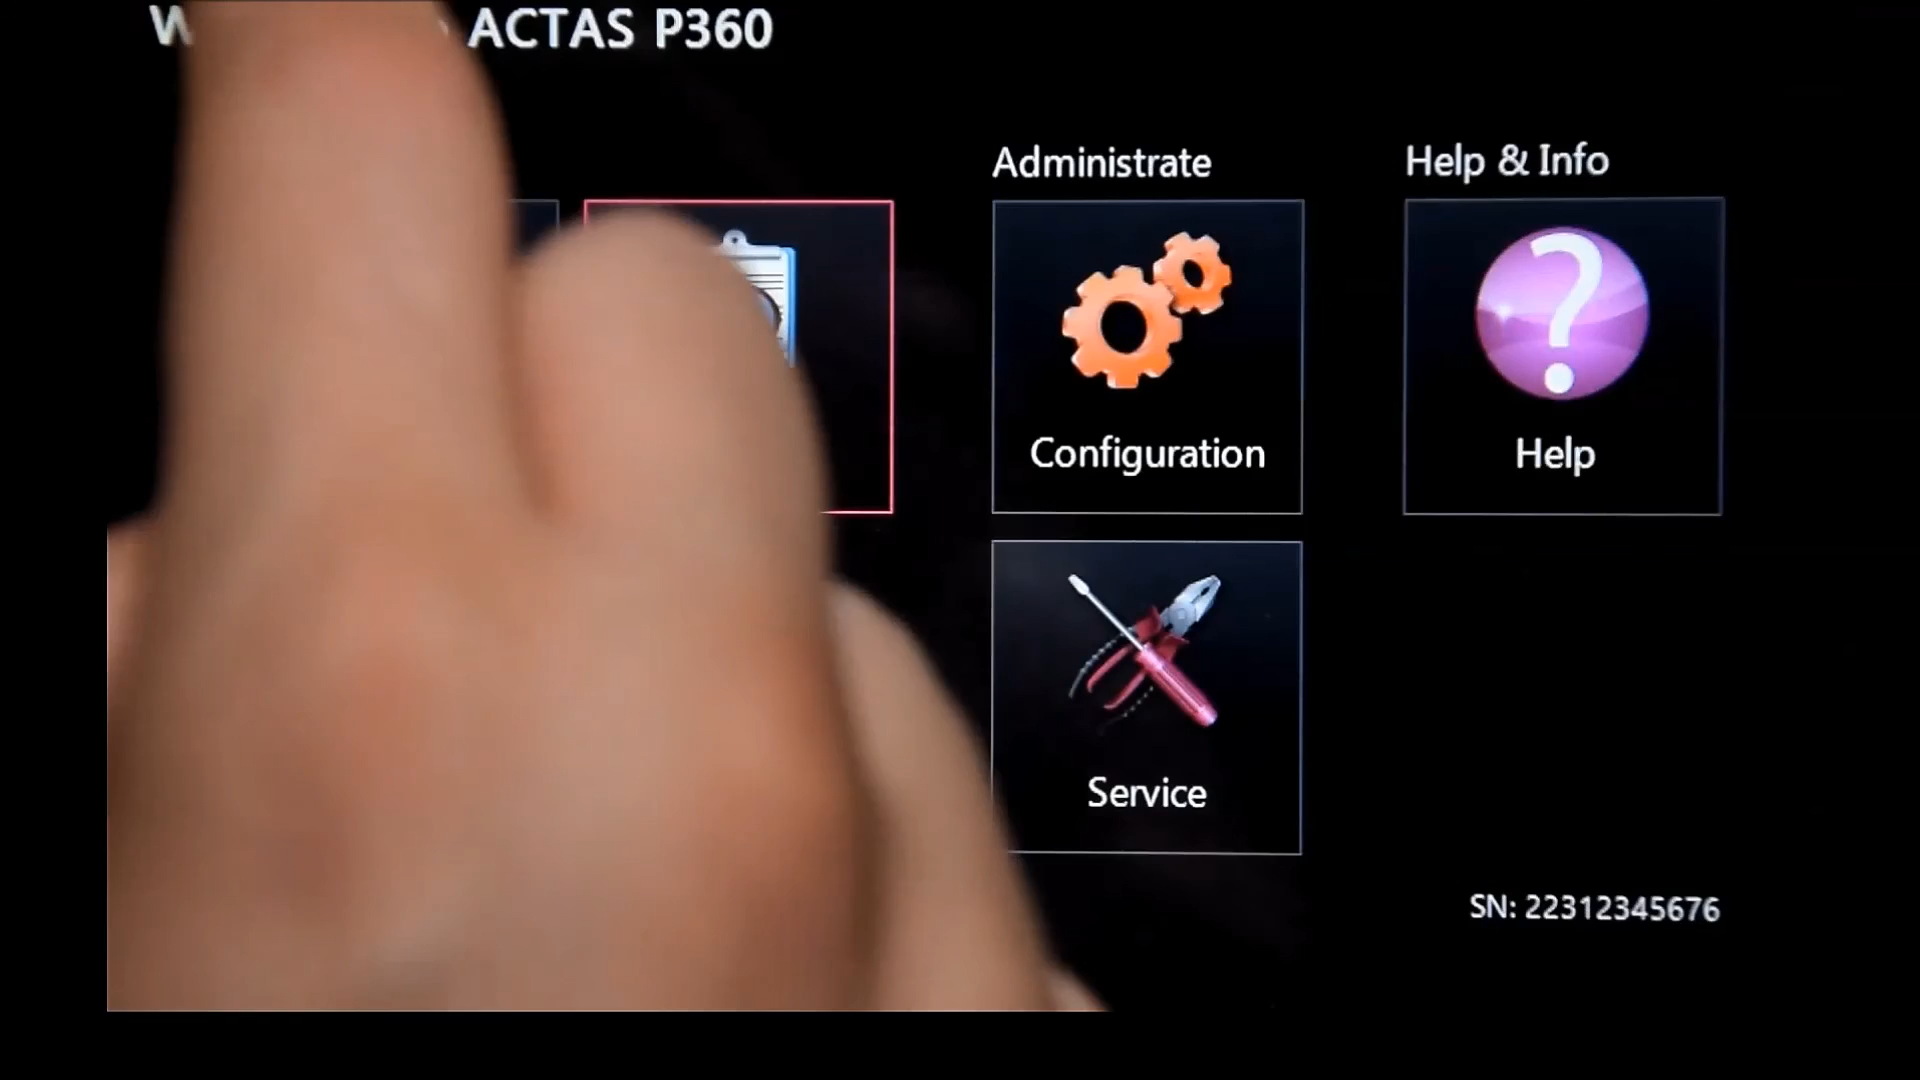 ACTAS P360
Administrate
Help & Info
Configuration
Help
Service
SN: 22312345676